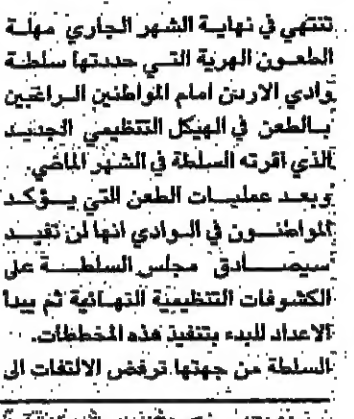 تنتهي في نهاية الشهر الجاري مهلة
الطعون الهرية التي حددتها سلطة
وادي الاردن امام المواطنين الراغبين
بالطعن في الهيكل التنظيمي الجديد
الذي اقرته السلطة في الشهر الماضي.
وبعد عمليات الطعن التي يؤكد
المواطنون في الوادي انها لن تفيد
سيصادق مجلس السلطة على
الكشوفات التنظيمية النهائية ثم يبدا
الاعداد للبدء بتنفيذ هذه المخططات.
السلطة من جهتها ترفض الالتفات الى